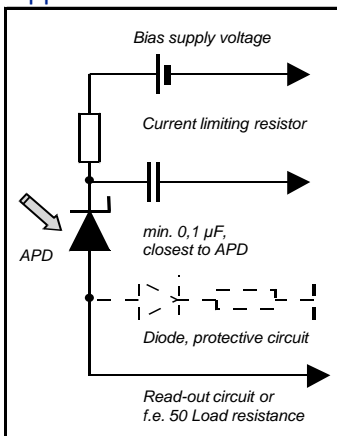 Bias supply voltage
Current limiting resistor
min. 0,1 µF,
closest to APD
APD
Diode, protective circuit
Read-out circuit or
f.e. 50 Load resistance